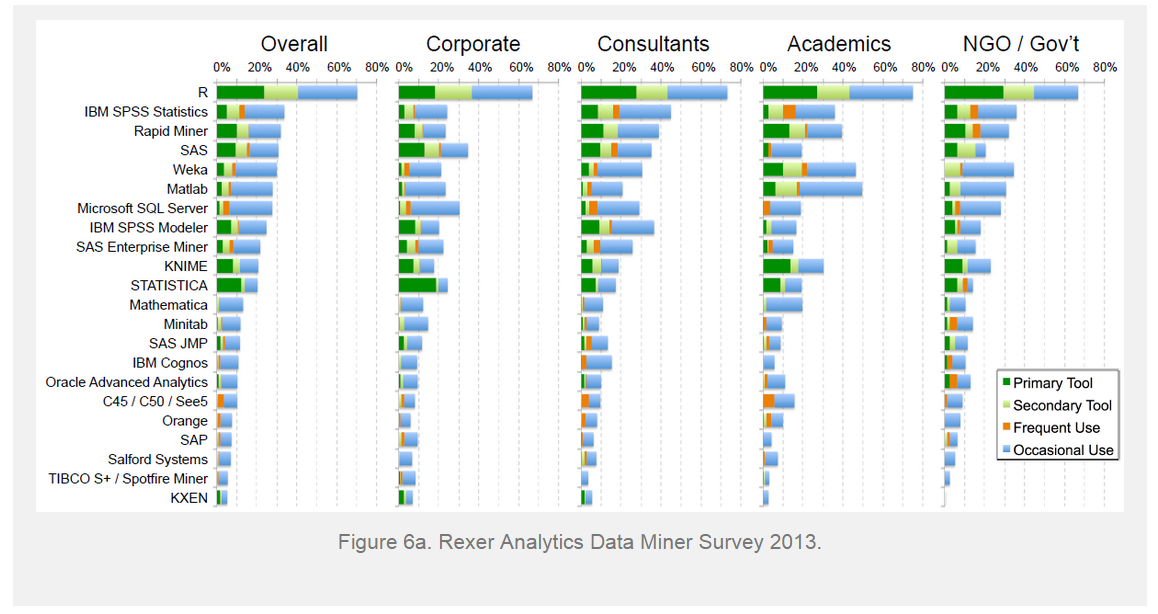 Overall Corporate Consultants Academics NGO / Gov't
0% 20% 40% 60% 80% 0% 20% 40% 60% 80% 0% 20% 40% 60% 80% 0% 20% 40% 60% 80% 0% 20% 40% 60% 80%
R
IBM SPSS Statistics
Rapid Miner
SAS
Weka
Matlab
Microsoft SQL Server
IBM SPSS Modeler
SAS Enterprise Miner
KNIME
STATISTICA
Mathematica
Minitab
SAS JMP
IBM Cognos
Oracle Advanced Analytics
C45 / C50 / See5
Orange
SAP
Salford Systems
TIBCO S+ / Spotfire Miner
KXEN
Primary Tool
Secondary Tool
Frequent Use
Occasional Use
Figure 6a. Rexer Analytics Data Miner Survey 2013.